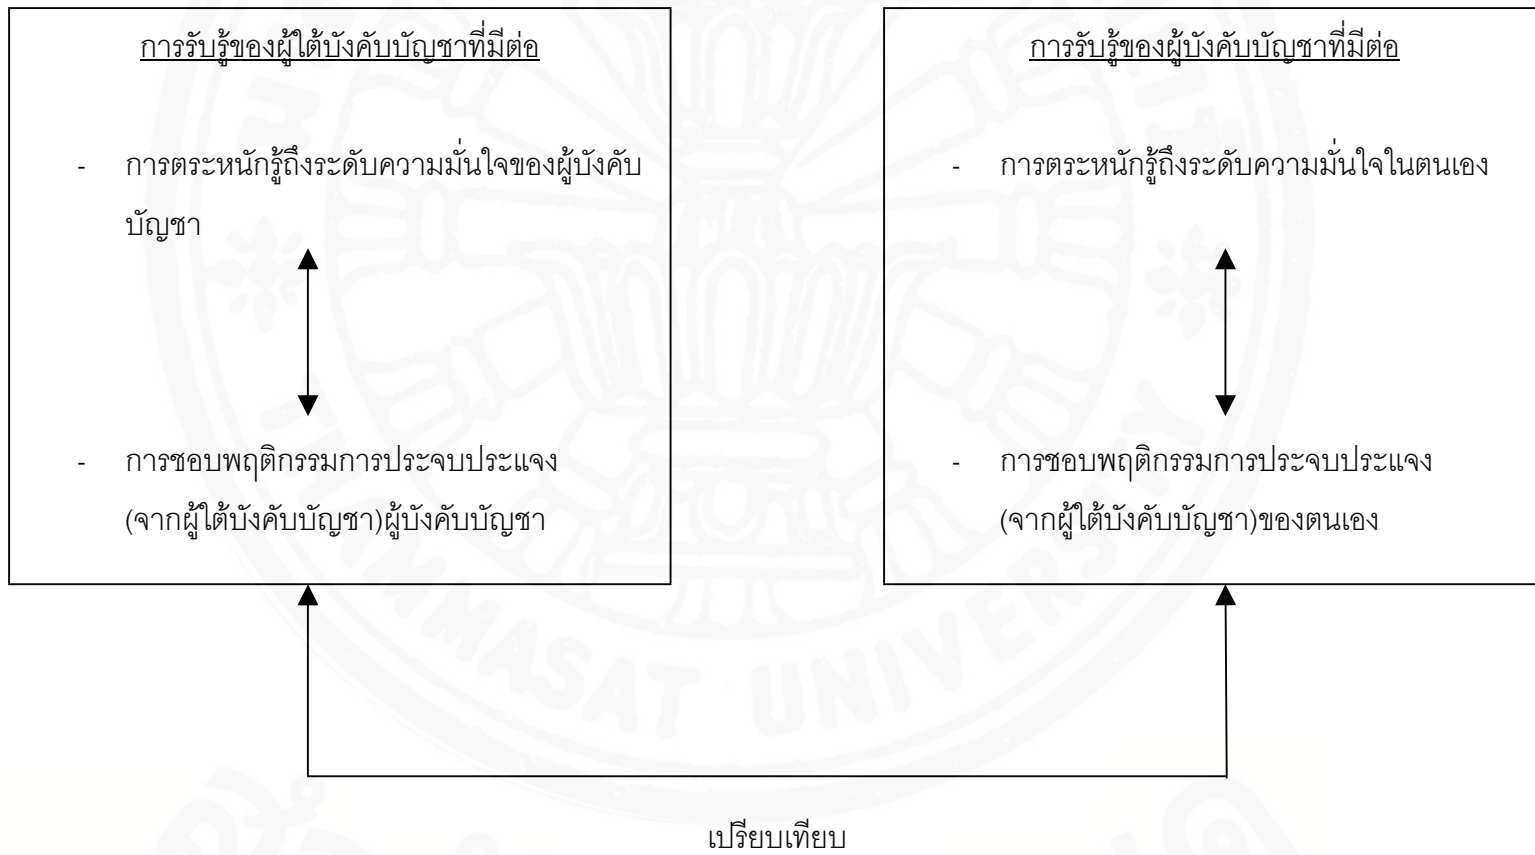 การรับรู้ของผู้ใต้บังคับบัญชาที่มีต่อ
- การตระหนักรู้ถึงระดับความมั่นใจของผู้บังคับ
บัญชา
- การชอบพฤติกรรมการประจบประแจง
(จากผู้ใต้บังคับบัญชา)ผู้บังคับบัญชา
การรับรู้ของผู้บังคับบัญชาที่มีต่อ
- การตระหนักรู้ถึงระดับความมั่นใจในตนเอง
- การชอบพฤติกรรมการประจบประแจง
(จากผู้ใต้บังคับบัญชา)ของตนเอง
เปรียบเทียบ
THAMMASAT UNIVERSITY